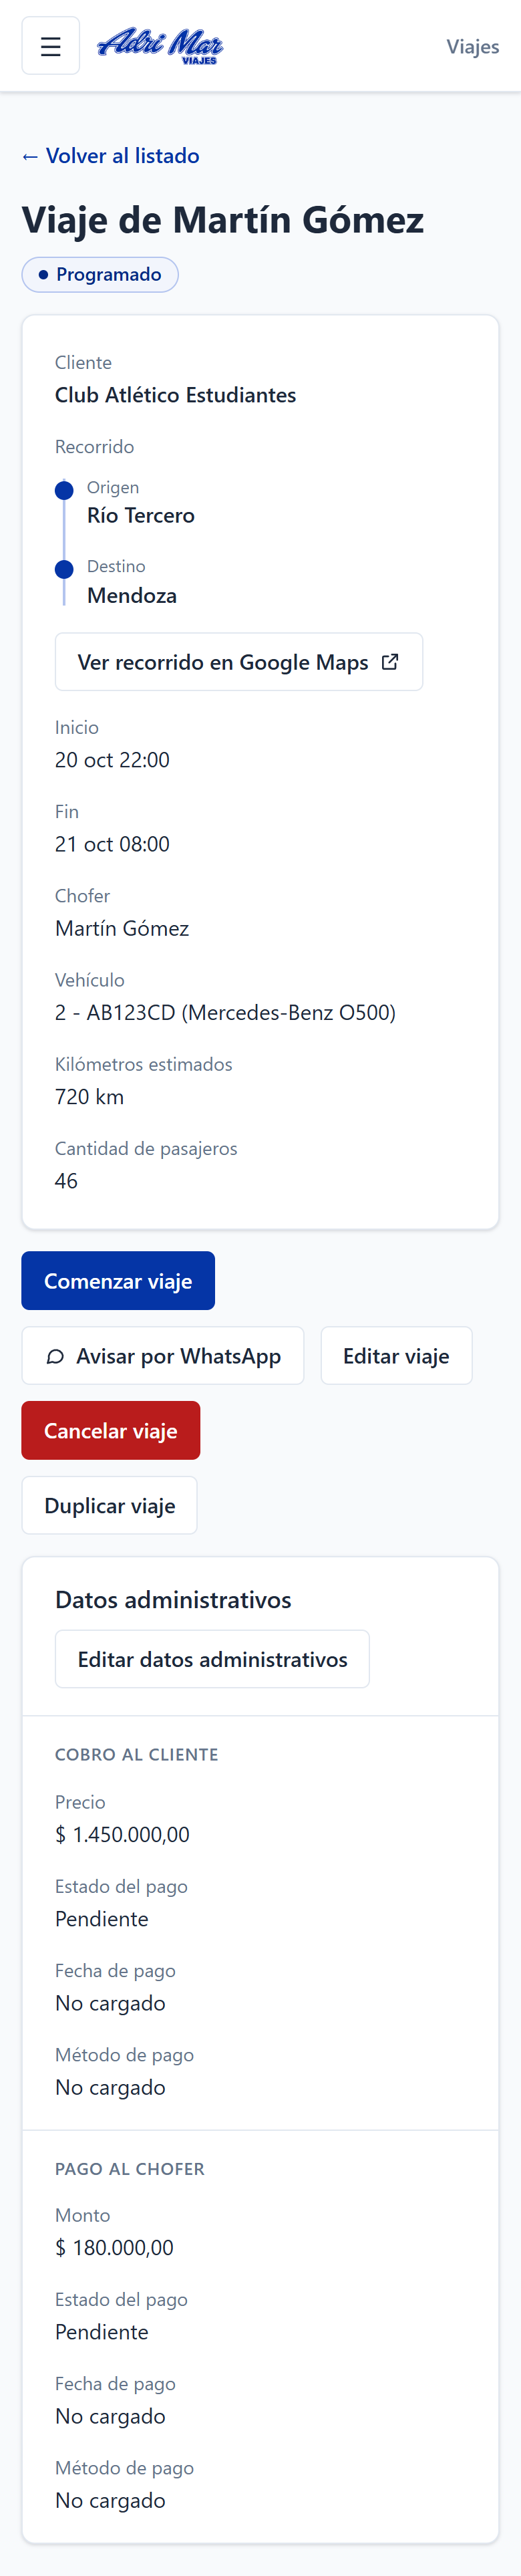 ☰
Adri Mar
VIAJES
Viajes
← Volver al listado
Viaje de Martín Gómez
Programado
Cliente
Club Atlético Estudiantes
Recorrido
Origen
Río Tercero
Destino
Mendoza
Ver recorrido en Google Maps
Inicio
20 oct 22:00
Fin
21 oct 08:00
Chofer
Martín Gómez
Vehículo
2 - AB123CD (Mercedes-Benz O500)
Kilómetros estimados
720 km
Cantidad de pasajeros
46
Comenzar viaje
Avisar por WhatsApp
Editar viaje
Cancelar viaje
Duplicar viaje
Datos administrativos
Editar datos administrativos
COBRO AL CLIENTE
Precio
$ 1.450.000,00
Estado del pago
Pendiente
Fecha de pago
No cargado
Método de pago
No cargado
PAGO AL CHOFER
Monto
$ 180.000,00
Estado del pago
Pendiente
Fecha de pago
No cargado
Método de pago
No cargado